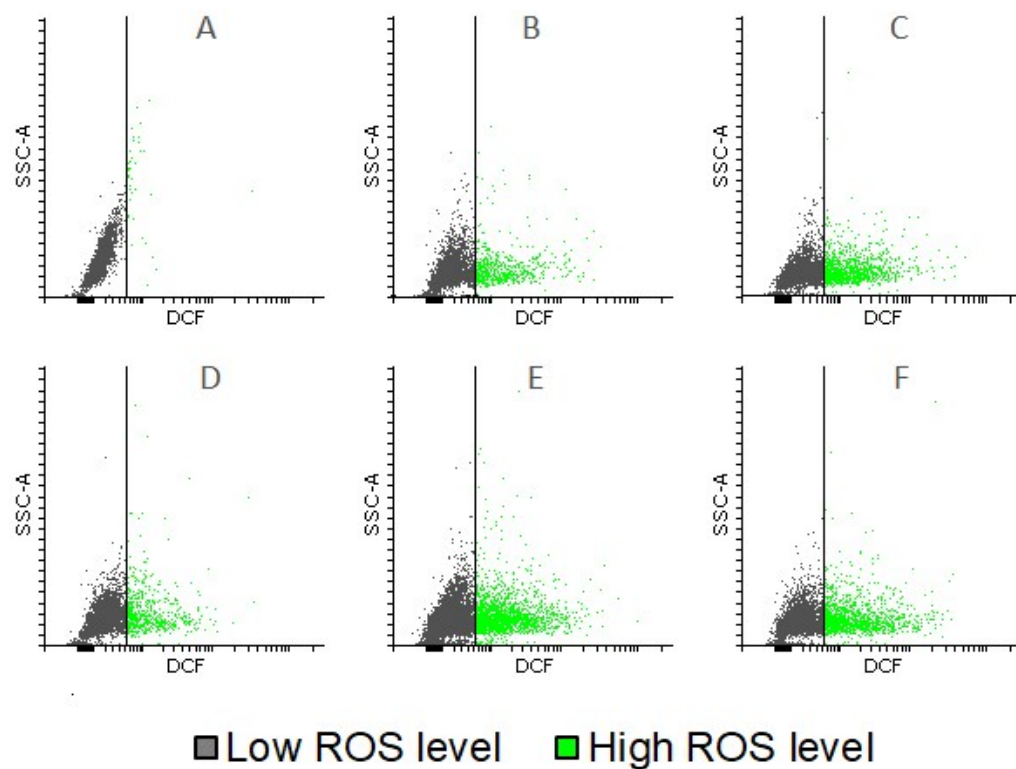 A
B
C
SSC-A
SSC-A
SSC-A
DCF
DCF
DCF
D
E
F
SSC-A
SSC-A
SSC-A
DCF
DCF
DCF
Low ROS level
High ROS level